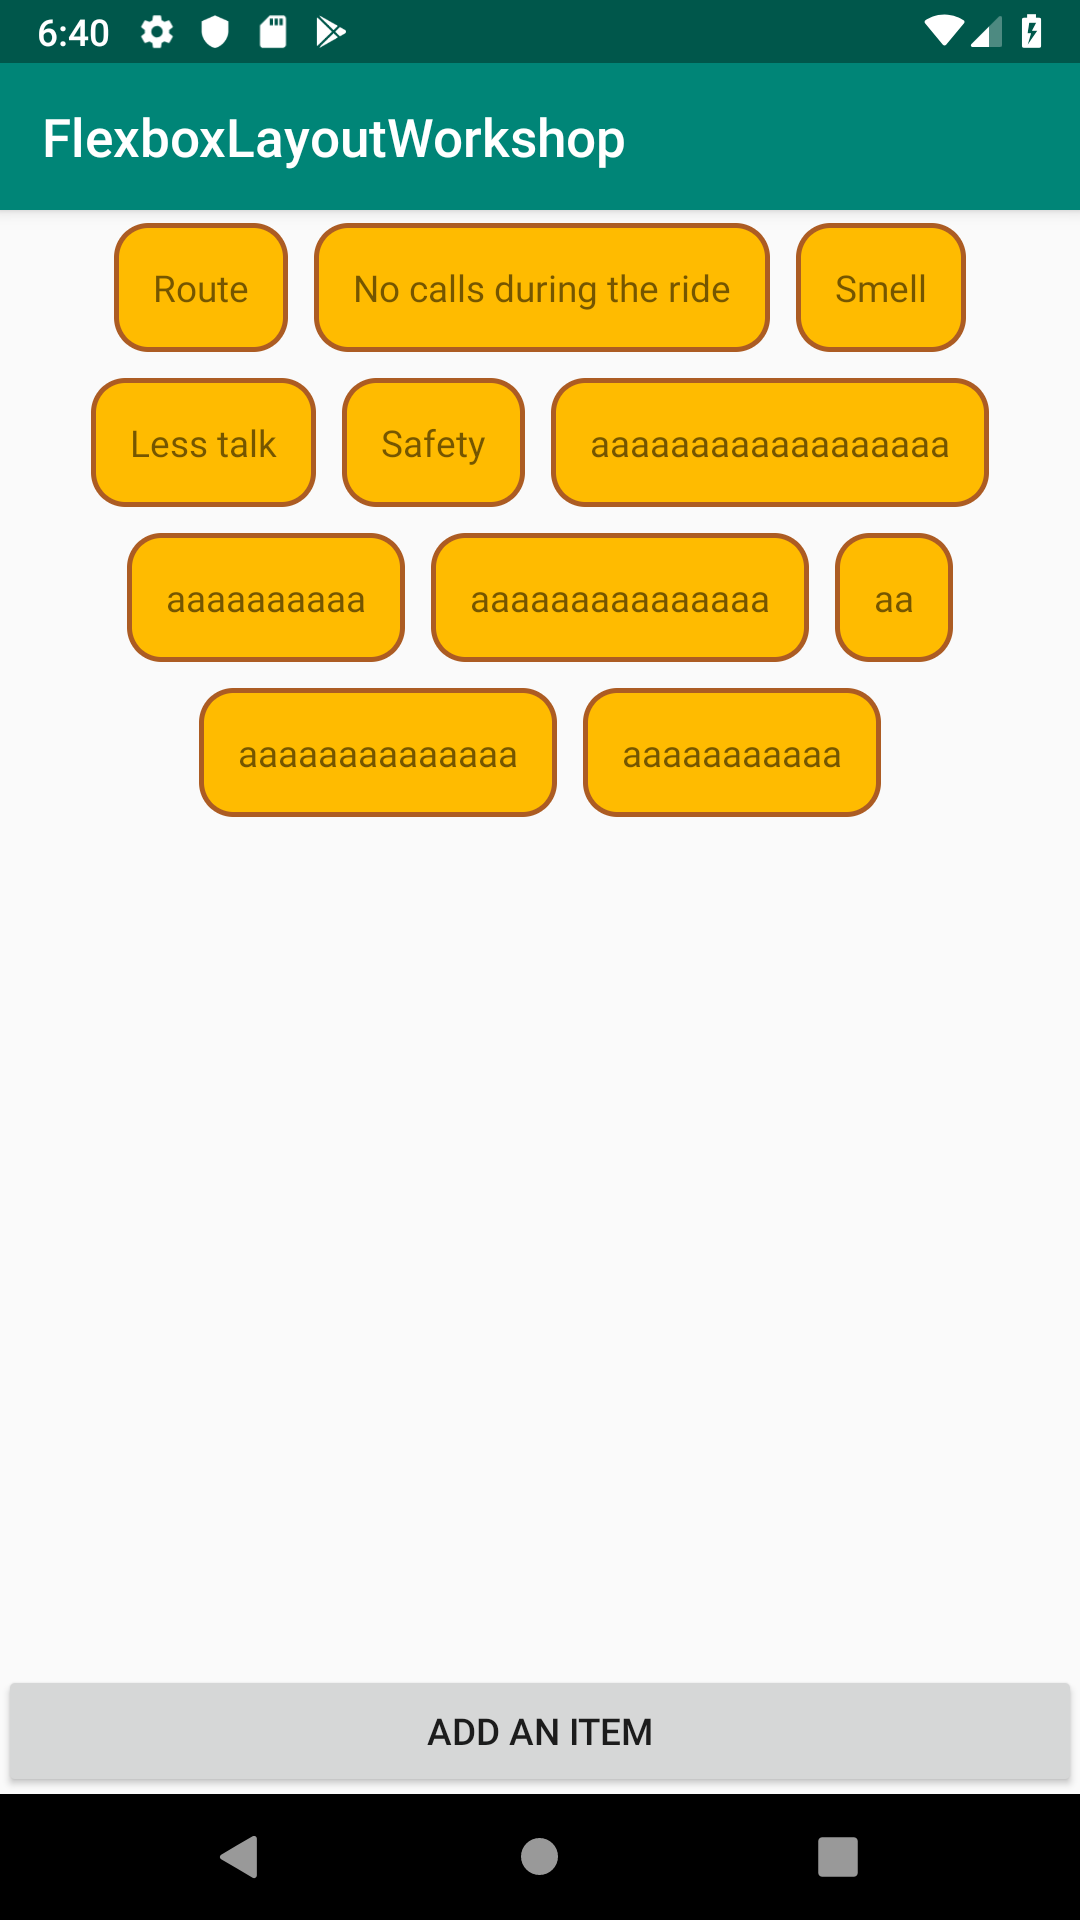 6:40
FlexboxLayoutWorkshop
Route No calls during the ride Smell
Less talk Safety aaaaaaaaaaaaaaaaaa
aaaaaaaaaa aaaaaaaaaaaaaaa aa
aaaaaaaaaaaaaa aaaaaaaaaaa
ADD AN ITEM